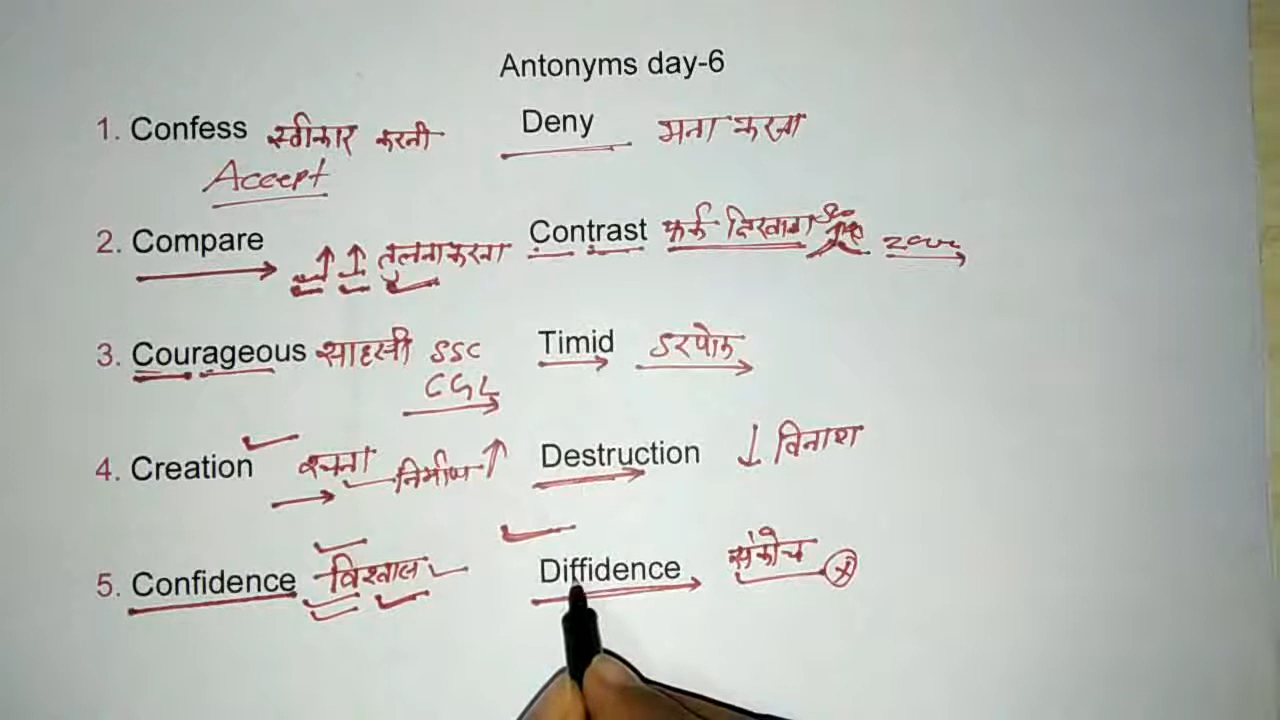 Antonyms day-6
1. Confess स्वीकार करनी Deny मना करना
Accept
2. Compare तुलना करना Contrast फर्क दिखाना
3. Courageous साहसी SSC Timid डरपोक
CGL
4. Creation रचना निर्माण Destruction विनाश
5. Confidence विश्वास Diffidence संकोच